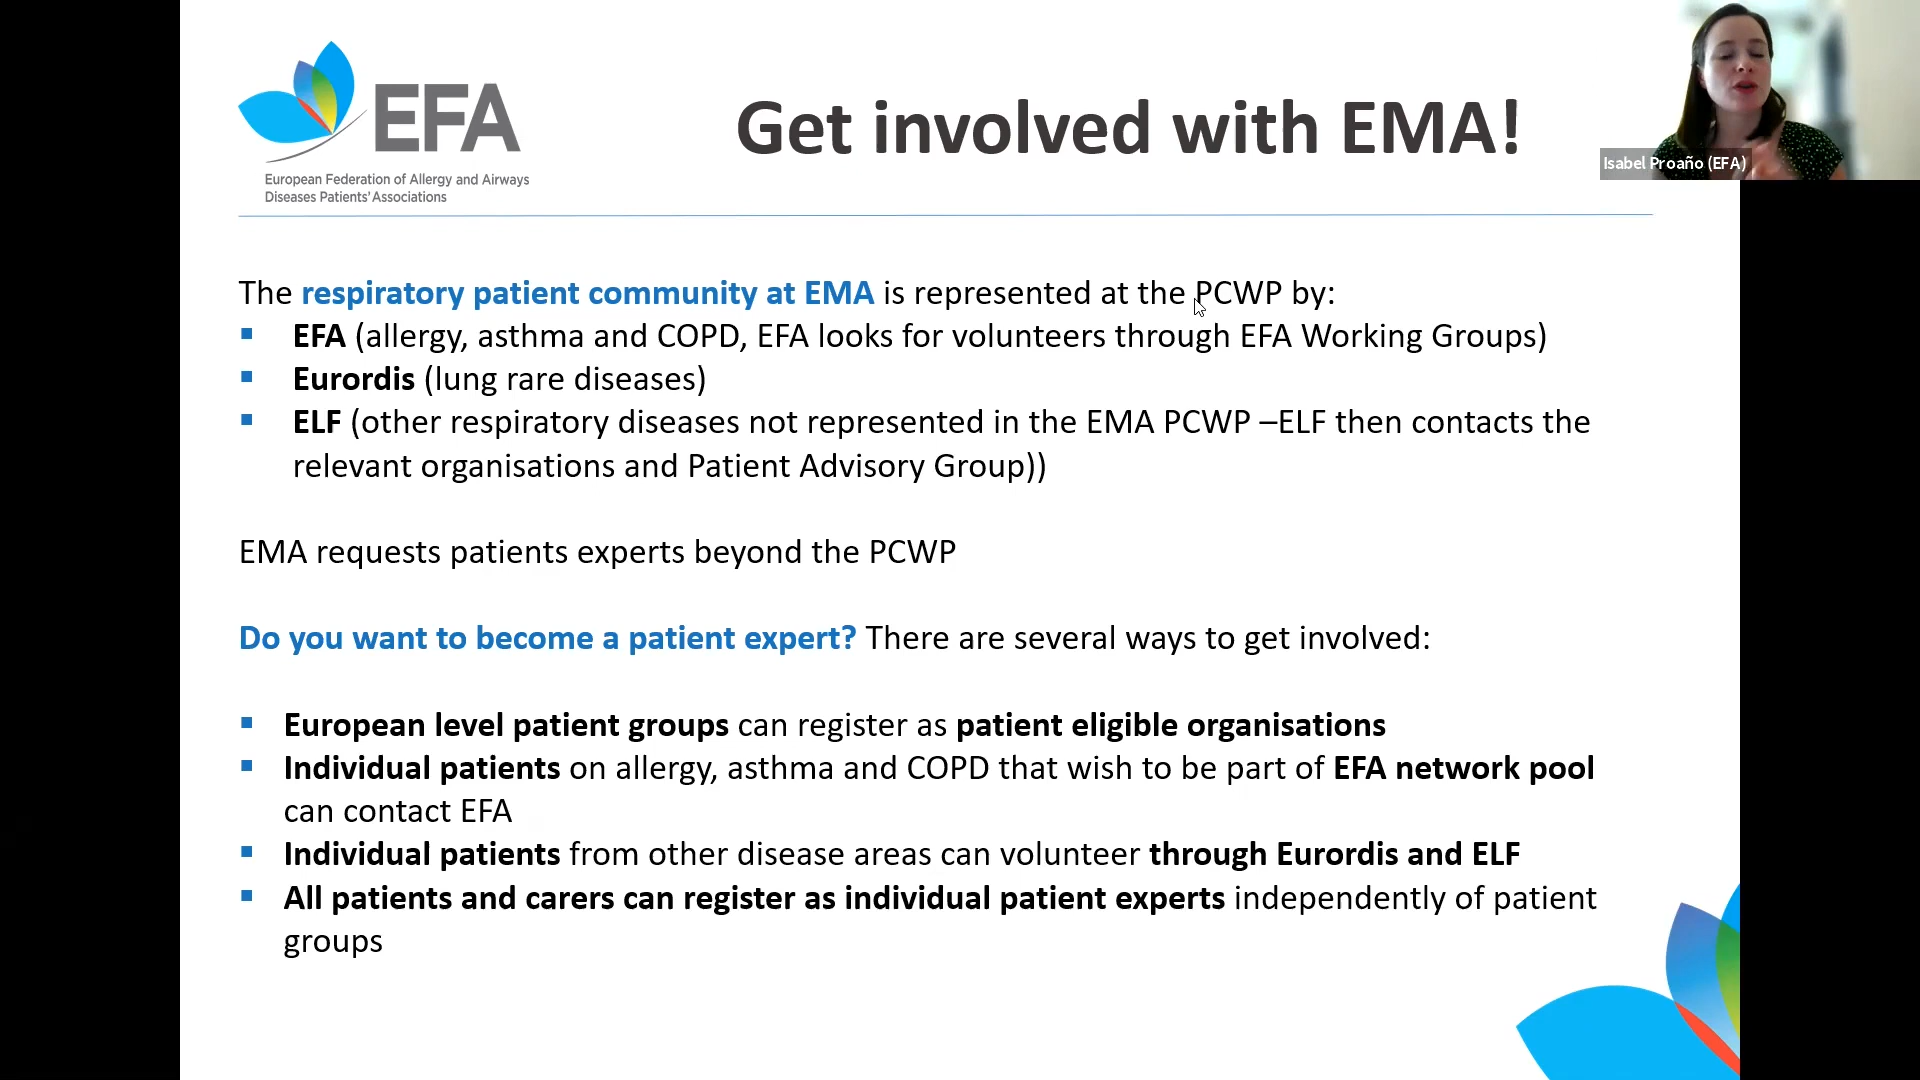 EFA
European Federation of Allergy and Airways
Diseases Patients' Associations
Get involved with EMA!
Isabel Proaño (EFA)
The respiratory patient community at EMA is represented at the PCWP by:
▪ EFA (allergy, asthma and COPD, EFA looks for volunteers through EFA Working Groups)
▪ Eurordis (lung rare diseases)
▪ ELF (other respiratory diseases not represented in the EMA PCWP –ELF then contacts the
relevant organisations and Patient Advisory Group))
EMA requests patients experts beyond the PCWP
Do you want to become a patient expert? There are several ways to get involved:
▪ European level patient groups can register as patient eligible organisations
▪ Individual patients on allergy, asthma and COPD that wish to be part of EFA network pool
can contact EFA
▪ Individual patients from other disease areas can volunteer through Eurordis and ELF
▪ All patients and carers can register as individual patient experts independently of patient
groups